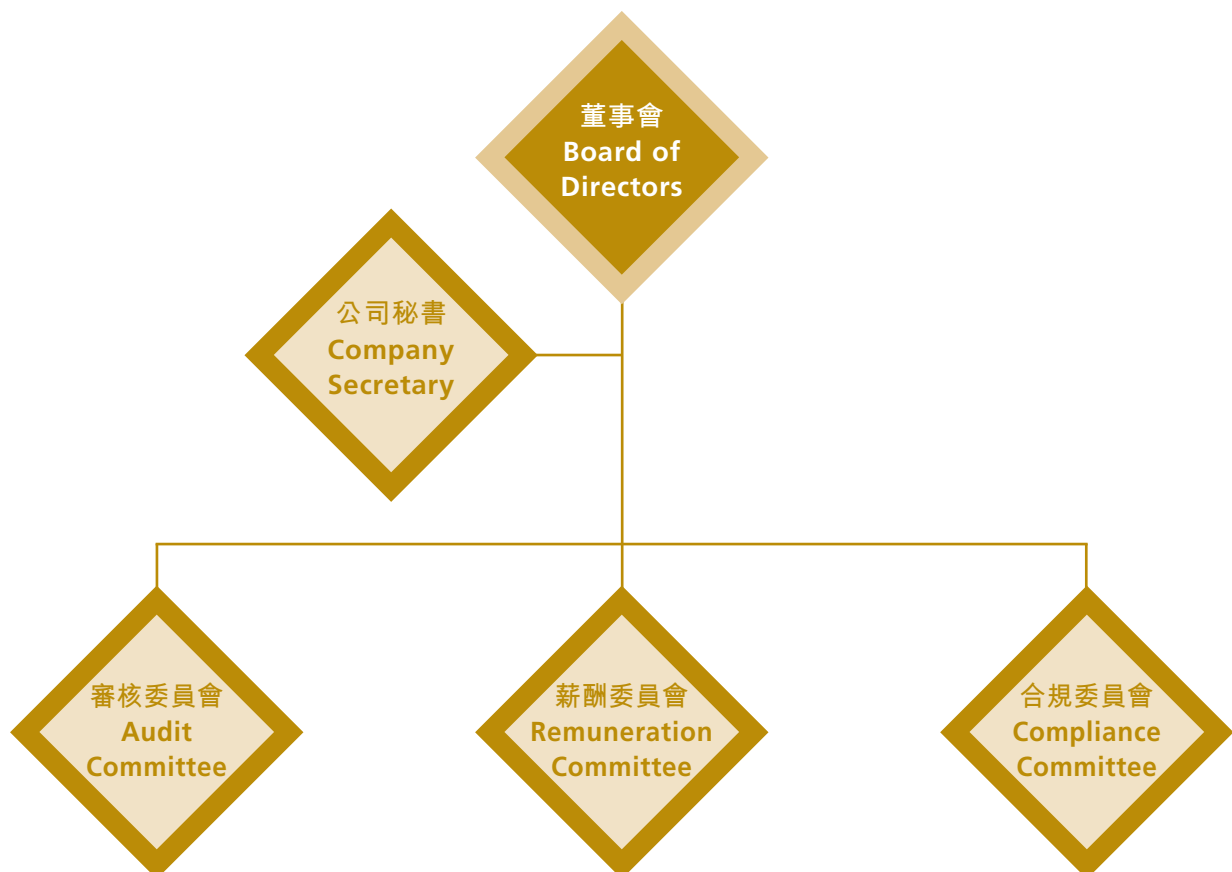 董事會
Board of
Directors
公司秘書
Company
Secretary
審核委員會
Audit
Committee
薪酬委員會
Remuneration
Committee
合規委員會
Compliance
Committee